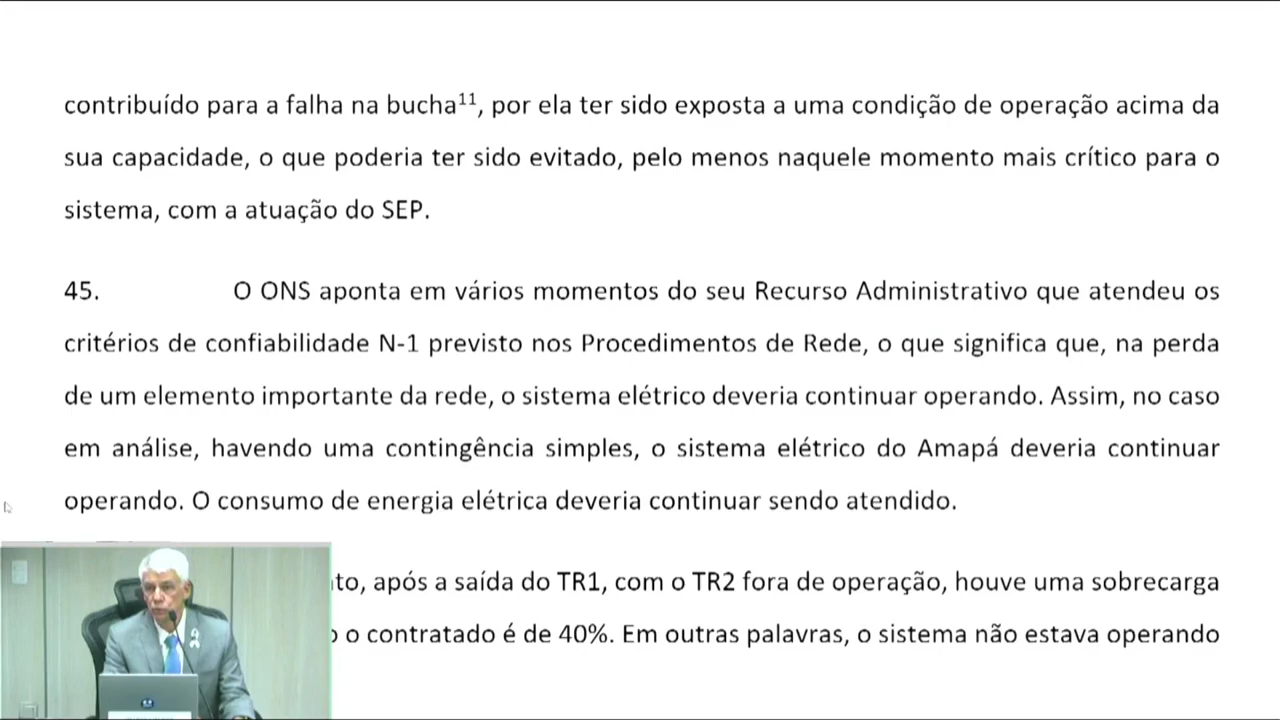 contribuído para a falha na bucha¹¹, por ela ter sido exposta a uma condição de operação acima da
sua capacidade, o que poderia ter sido evitado, pelo menos naquele momento mais crítico para o
sistema, com a atuação do SEP.
45. O ONS aponta em vários momentos do seu Recurso Administrativo que atendeu os
critérios de confiabilidade N-1 previsto nos Procedimentos de Rede, o que significa que, na perda
de um elemento importante da rede, o sistema elétrico deveria continuar operando. Assim, no caso
em análise, havendo uma contingência simples, o sistema elétrico do Amapá deveria continuar
operando. O consumo de energia elétrica deveria continuar sendo atendido.
to, após a saída do TR1, com o TR2 fora de operação, houve uma sobrecarga
o contratado é de 40%. Em outras palavras, o sistema não estava operando